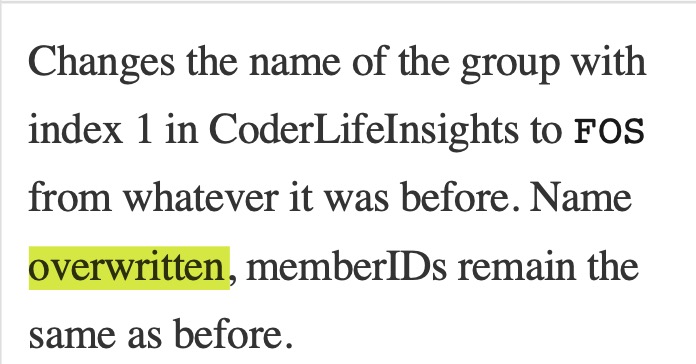 Changes the name of the group with
index 1 in CoderLifeInsights to FOS
from whatever it was before. Name
overwritten, memberIDs remain the
same as before.